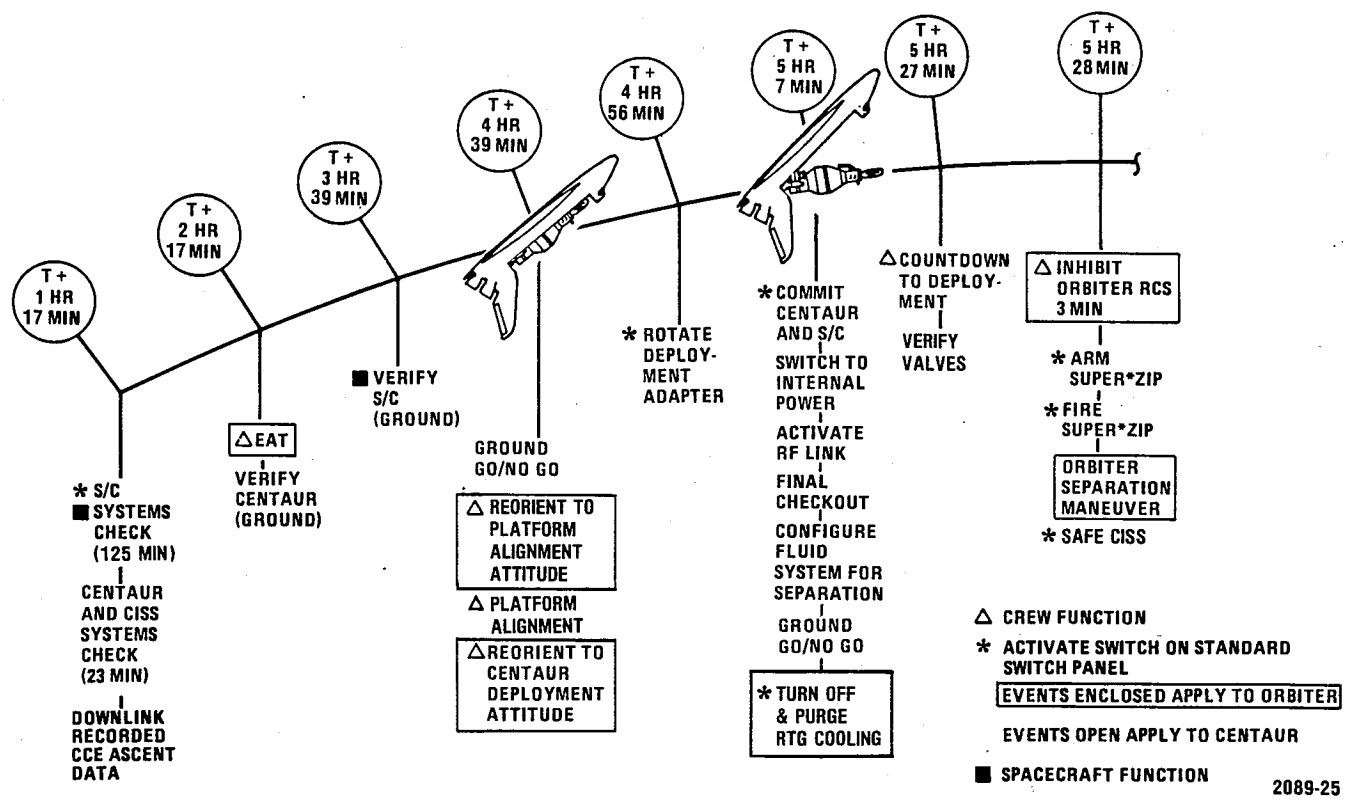 T +
1 HR
17 MIN
* S/C
■ SYSTEMS
CHECK
(125 MIN)
CENTAUR
AND CISS
SYSTEMS
CHECK
(23 MIN)
DOWNLINK
RECORDED
CCE ASCENT
DATA
T +
2 HR
17 MIN
△ EAT
VERIFY
CENTAUR
(GROUND)
T +
3 HR
39 MIN
■ VERIFY
S/C
(GROUND)
T +
4 HR
39 MIN
GROUND
GO/NO GO
△ REORIENT TO
PLATFORM
ALIGNMENT
ATTITUDE
△ PLATFORM
ALIGNMENT
△ REORIENT TO
CENTAUR
DEPLOYMENT
ATTITUDE
T +
4 HR
56 MIN
* ROTATE
DEPLOY-
MENT
ADAPTER
T +
5 HR
7 MIN
* COMMIT
CENTAUR
AND S/C
SWITCH TO
INTERNAL
POWER
ACTIVATE
RF LINK
FINAL
CHECKOUT
CONFIGURE
FLUID
SYSTEM FOR
SEPARATION
GROUND
GO/NO GO
* TURN OFF
& PURGE
RTG COOLING
T +
5 HR
27 MIN
△ COUNTDOWN
TO DEPLOY-
MENT
VERIFY
VALVES
T +
5 HR
28 MIN
△ INHIBIT
ORBITER RCS
3 MIN
* ARM
SUPER*ZIP
* FIRE
SUPER*ZIP
ORBITER
SEPARATION
MANEUVER
* SAFE CISS
△ CREW FUNCTION
* ACTIVATE SWITCH ON STANDARD
SWITCH PANEL
EVENTS ENCLOSED APPLY TO ORBITER
EVENTS OPEN APPLY TO CENTAUR
■ SPACECRAFT FUNCTION
2089-25